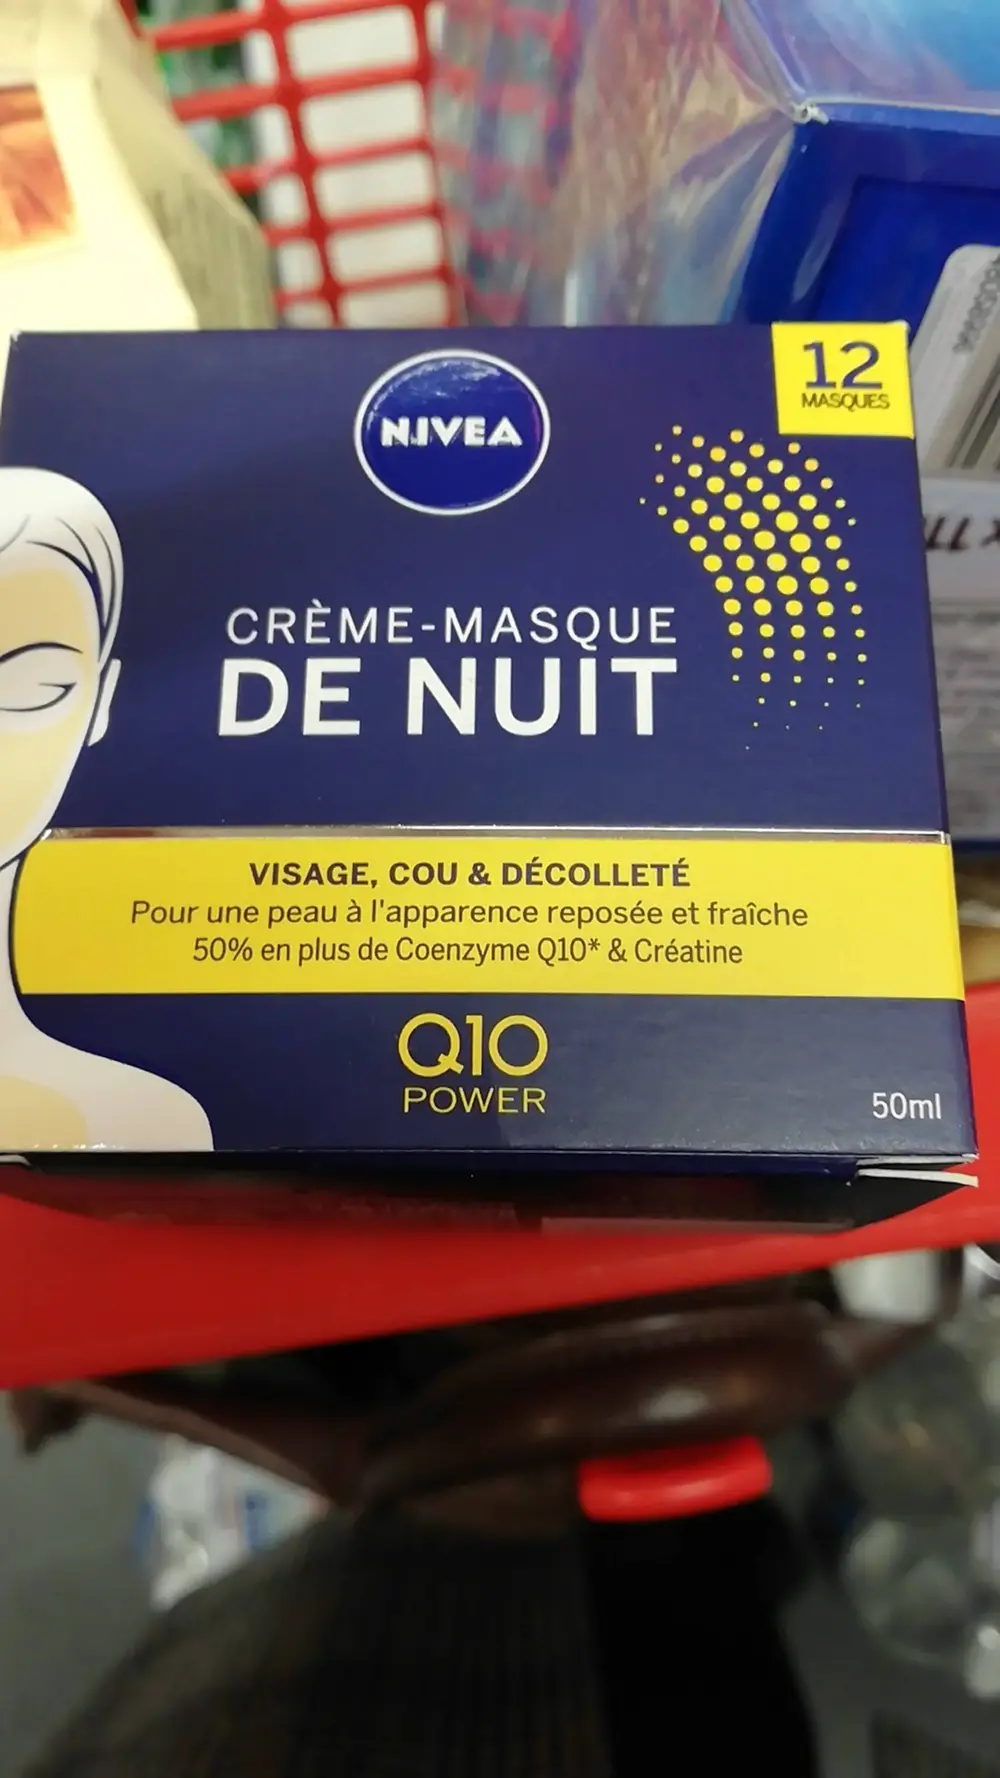 12
MASQUES
NIVEA
CRÈME-MASQUE
DE NUIT
VISAGE, COU & DÉCOLLETÉ
Pour une peau à l'apparence reposée et fraîche
50% en plus de Coenzyme Q10* & Créatine
Q10
POWER
50ml